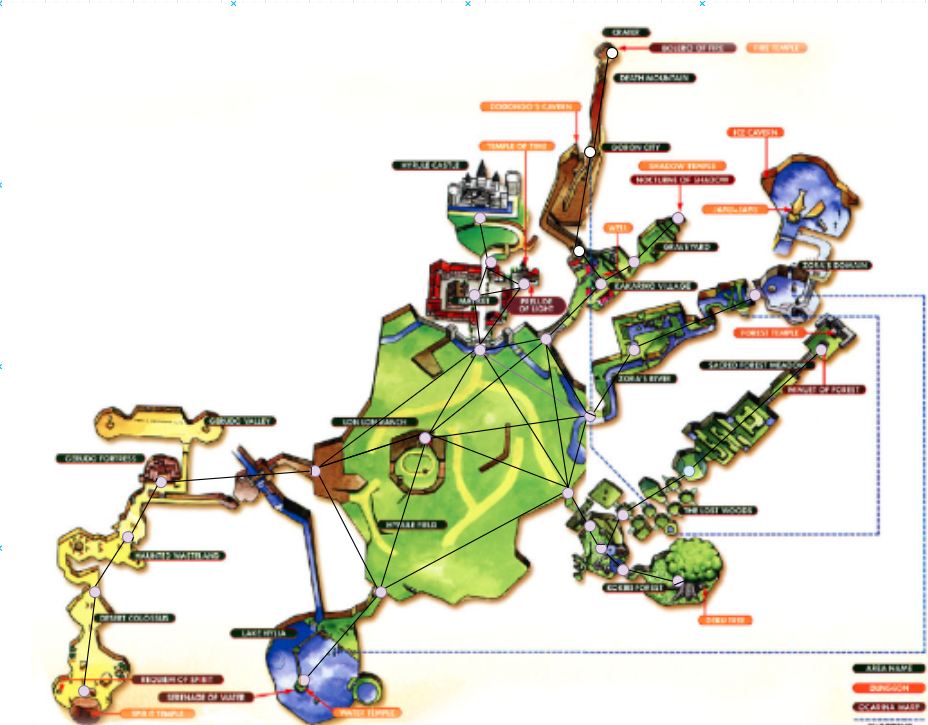 CRATER
BOLERO OF FIRE
FIRE TEMPLE
DEATH MOUNTAIN
DODONGO'S CAVERN
ICE CAVERN
TEMPLE OF TIME
GORON CITY
HYRULE CASTLE
SHADOW TEMPLE
NOCTURNE OF SHADOW
JABU-JABU
WELL
GRAVEYARD
ZORA'S DOMAIN
KAKARIKO VILLAGE
MARKET
PRELUDE
OF LIGHT
FOREST TEMPLE
SACRED FOREST MEADOW
ZORA'S RIVER
MINUET OF FOREST
GERUDO VALLEY
LON LON RANCH
GERUDO FORTRESS
THE LOST WOODS
HYRULE FIELD
HAUNTED WASTELAND
KOKIRI FOREST
DESERT COLOSSUS
DEKU TREE
LAKE HYLIA
AREA NAME
REQUIEM OF SPIRIT
DUNGEON
SERENADE OF WATER
OCARINA WARP
SPIRIT TEMPLE
WATER TEMPLE